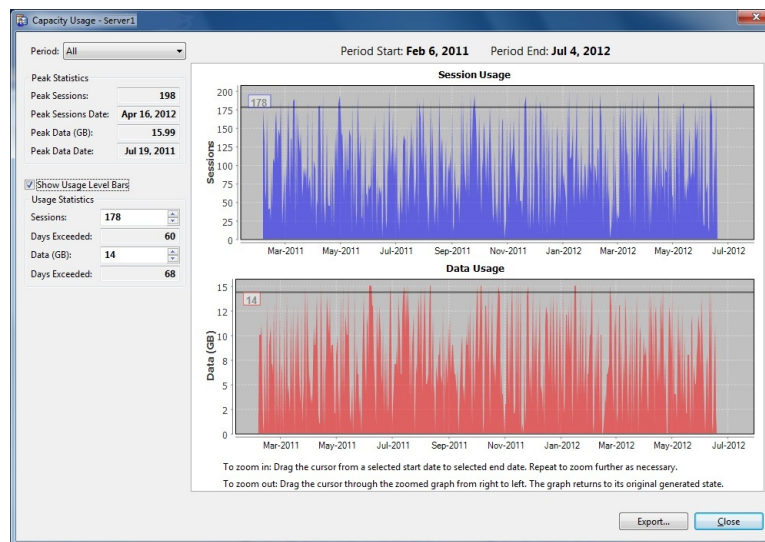 Capacity Usage - Server1
Period: All
Period Start: Feb 6, 2011 Period End: Jul 4, 2012
Peak Statistics
Peak Sessions: 198
Peak Sessions Date: Apr 16, 2012
Peak Data (GB): 15.99
Peak Data Date: Jul 19, 2011
Show Usage Level Bars
Usage Statistics
Sessions: 178
Days Exceeded: 60
Data (GB): 14
Days Exceeded: 68
Session Usage
Sessions
200
175
150
125
100
75
50
25
0
178
Mar-2011 May-2011 Jul-2011 Sep-2011 Nov-2011 Jan-2012 Mar-2012 May-2012 Jul-2012
Data Usage
Data (GB)
15
12
10
8
5
2
0
14
Mar-2011 May-2011 Jul-2011 Sep-2011 Nov-2011 Jan-2012 Mar-2012 May-2012 Jul-2012
To zoom in: Drag the cursor from a selected start date to selected end date. Repeat to zoom further as necessary.
To zoom out: Drag the cursor through the zoomed graph from right to left. The graph returns to its original generated state.
Export... Close